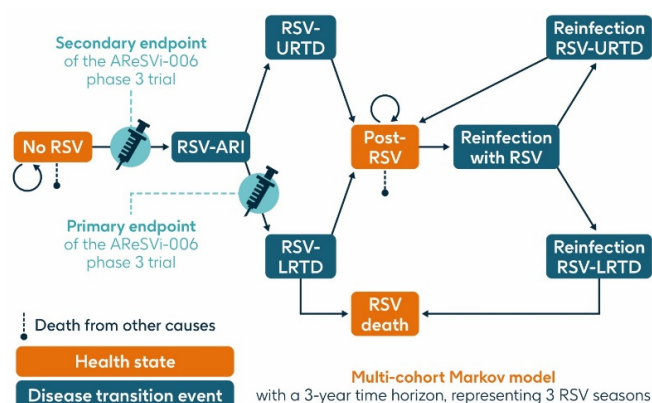 Secondary endpoint
of the AReSVi-006
phase 3 trial
RSV-
URTD
Reinfection
RSV-URTD
No RSV
RSV-ARI
Post-
RSV
Reinfection
with RSV
Primary endpoint
of the AReSVi-006
phase 3 trial
RSV-
LRTD
Reinfection
RSV-LRTD
RSV
death
Death from other causes
Health state
Disease transition event
Multi-cohort Markov model
with a 3-year time horizon, representing 3 RSV seasons